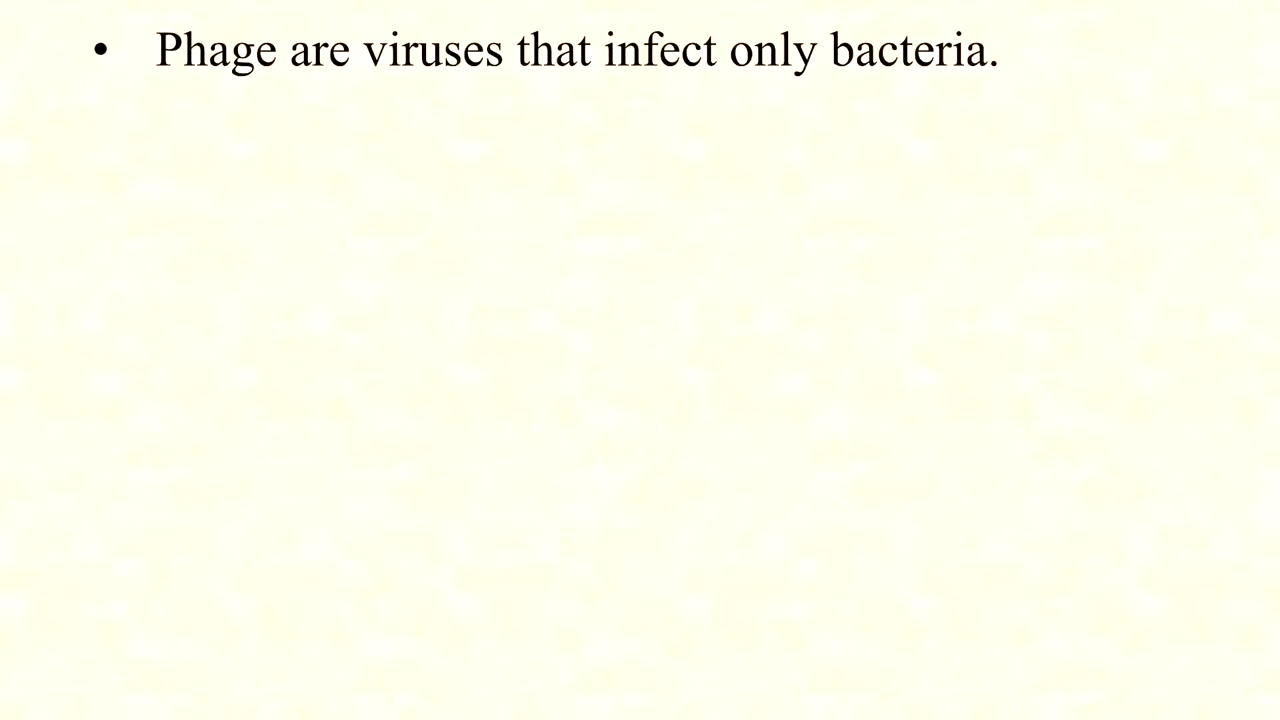 • Phage are viruses that infect only bacteria.